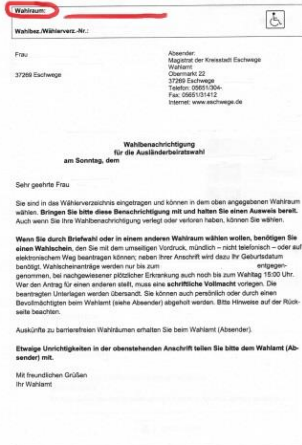 Wahlraum:
Wahlbez./Wählerverz.-Nr.:
Frau
37269 Eschwege
Absender:
Magistrat der Kreisstadt Eschwege
Wahlamt
Obermarkt 22
37269 Eschwege
Telefon: 05651/304-
Fax: 05651/31412
Internet: www.eschwege.de
Wahlbenachrichtigung
für die Ausländerbeiratswahl
am Sonntag, dem
Sehr geehrte Frau
Sie sind in das Wählerverzeichnis eingetragen und können in dem oben angegebenen Wahlraum
wählen. Bringen Sie bitte diese Benachrichtigung mit und halten Sie einen Ausweis bereit.
Auch wenn Sie Ihre Wahlbenachrichtigung verlegt oder verloren haben, können Sie wählen.
Wenn Sie durch Briefwahl oder in einem anderen Wahlraum wählen wollen, benötigen Sie
einen Wahlschein, den Sie mit dem umseitigen Vordruck, mündlich – nicht telefonisch – oder auf
elektronischem Weg beantragen können; neben Ihrer Anschrift wird dazu Ihr Geburtsdatum
benötigt. Wahlscheinanträge werden nur bis zum entgegen-
genommen, bei nachgewiesener plötzlicher Erkrankung auch noch bis zum Wahltag 15:00 Uhr.
Wer den Antrag für einen anderen stellt, muss eine schriftliche Vollmacht vorlegen. Die
beantragten Unterlagen werden übersandt. Sie können auch persönlich oder durch einen
Bevollmächtigten beim Wahlamt (siehe Absender) abgeholt werden. Bitte Hinweise auf der Rück-
seite beachten.
Auskünfte zu barrierefreien Wahlräumen erhalten Sie beim Wahlamt (Absender).
Etwaige Unrichtigkeiten in der obenstehenden Anschrift teilen Sie bitte dem Wahlamt (Ab-
sender) mit.
Mit freundlichen Grüßen
Ihr Wahlamt